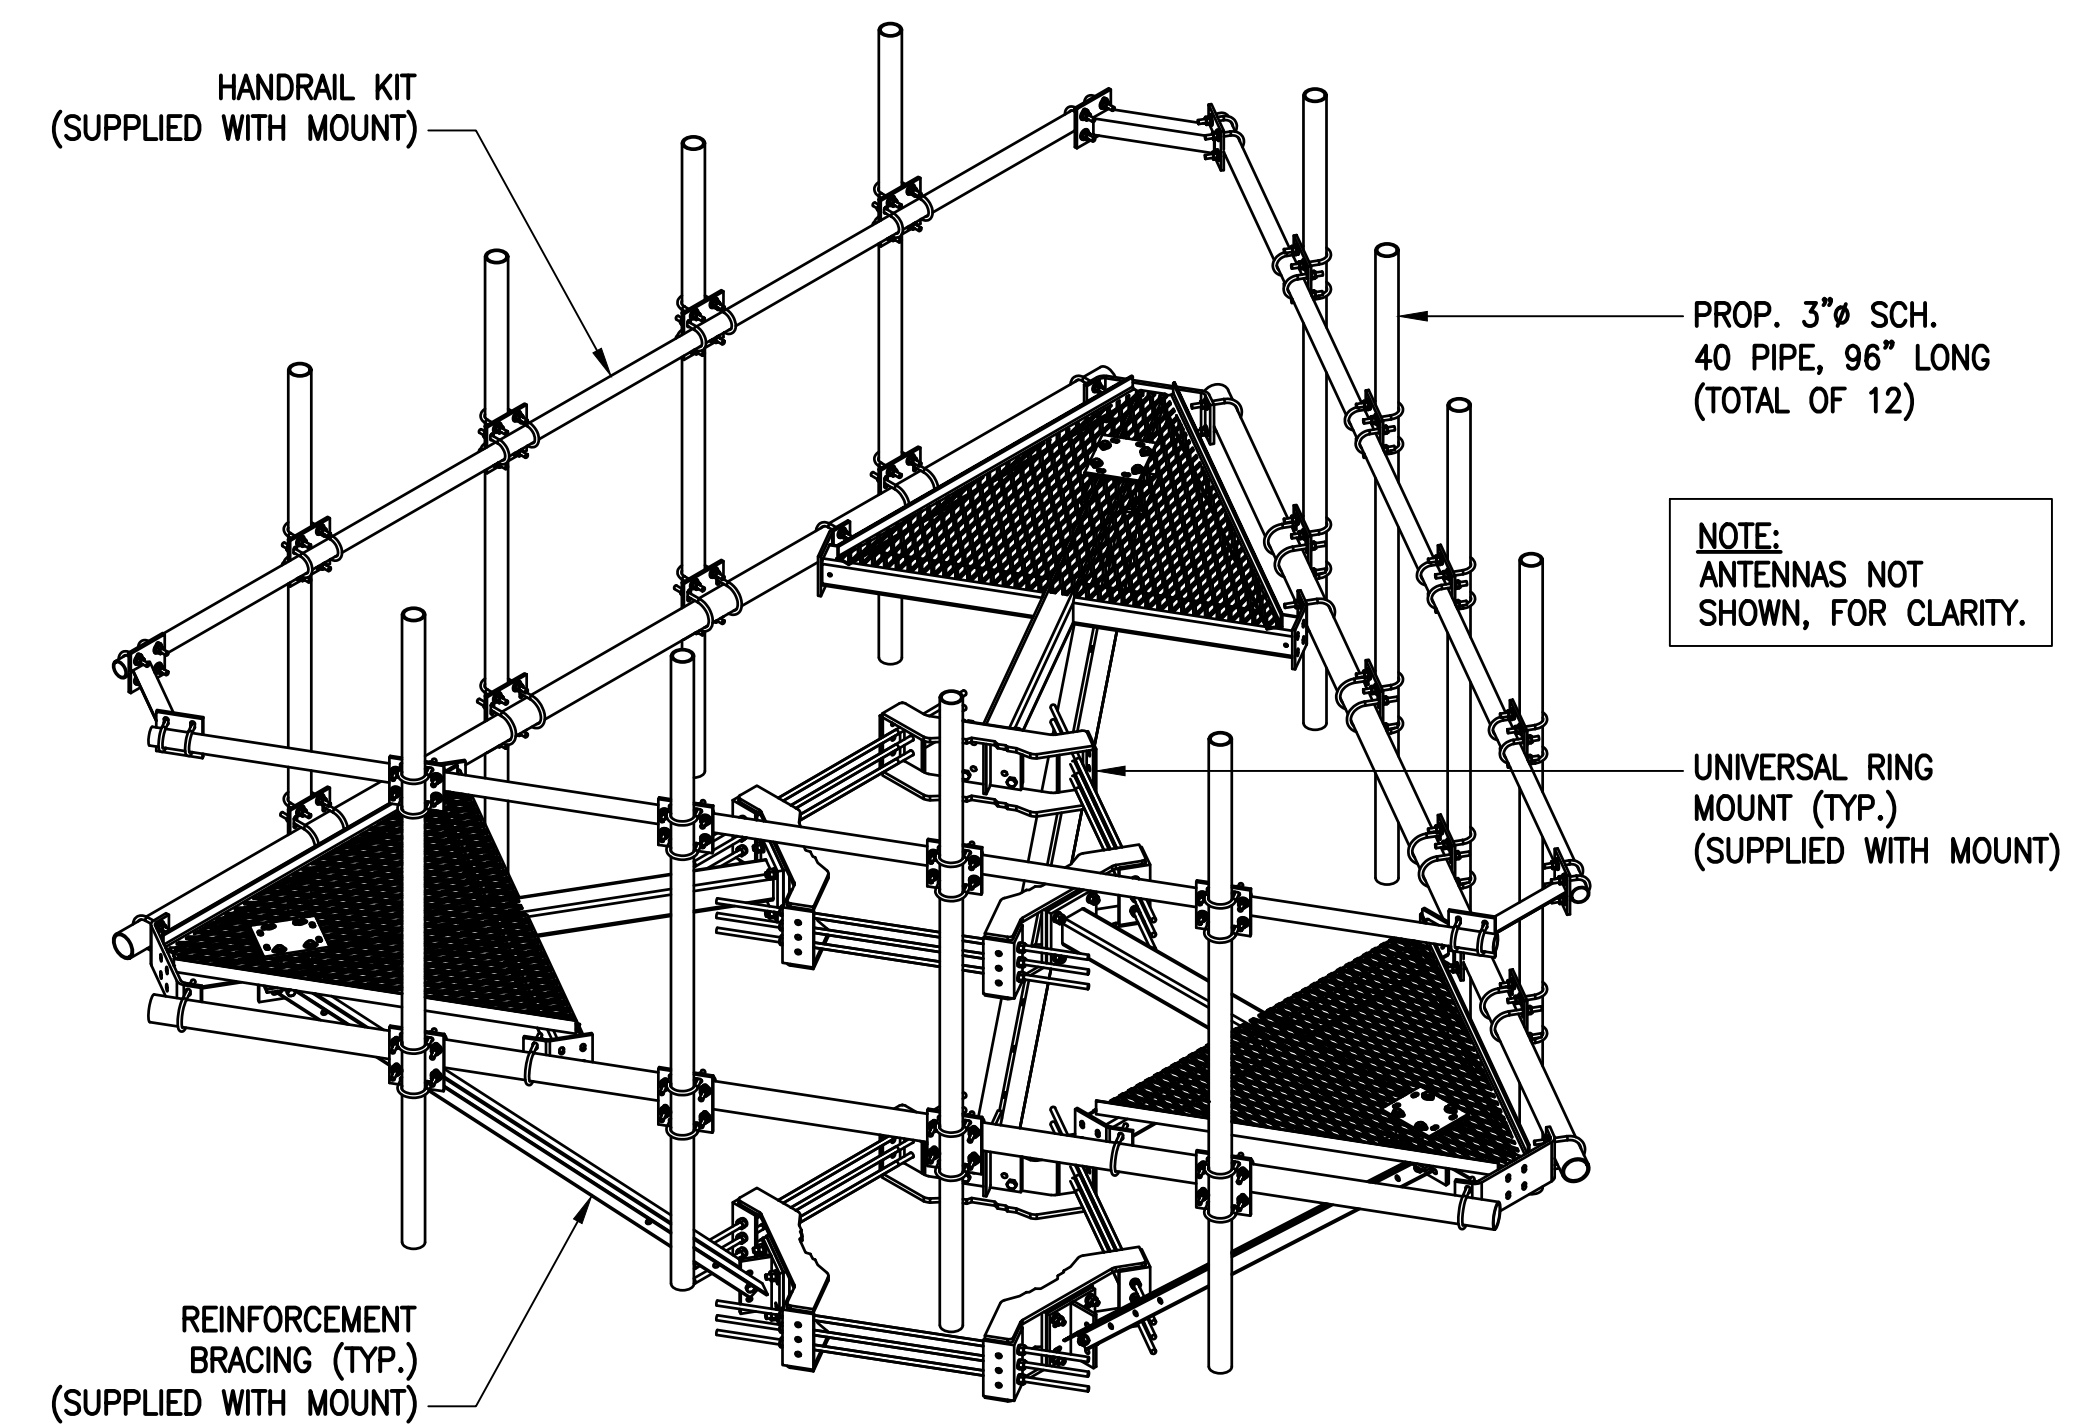 HANDRAIL KIT
(SUPPLIED WITH MOUNT)
PROP. 3"ø SCH.
40 PIPE, 96" LONG
(TOTAL OF 12)
NOTE:
ANTENNAS NOT
SHOWN, FOR CLARITY.
UNIVERSAL RING
MOUNT (TYP.)
(SUPPLIED WITH MOUNT)
REINFORCEMENT
BRACING (TYP.)
(SUPPLIED WITH MOUNT)